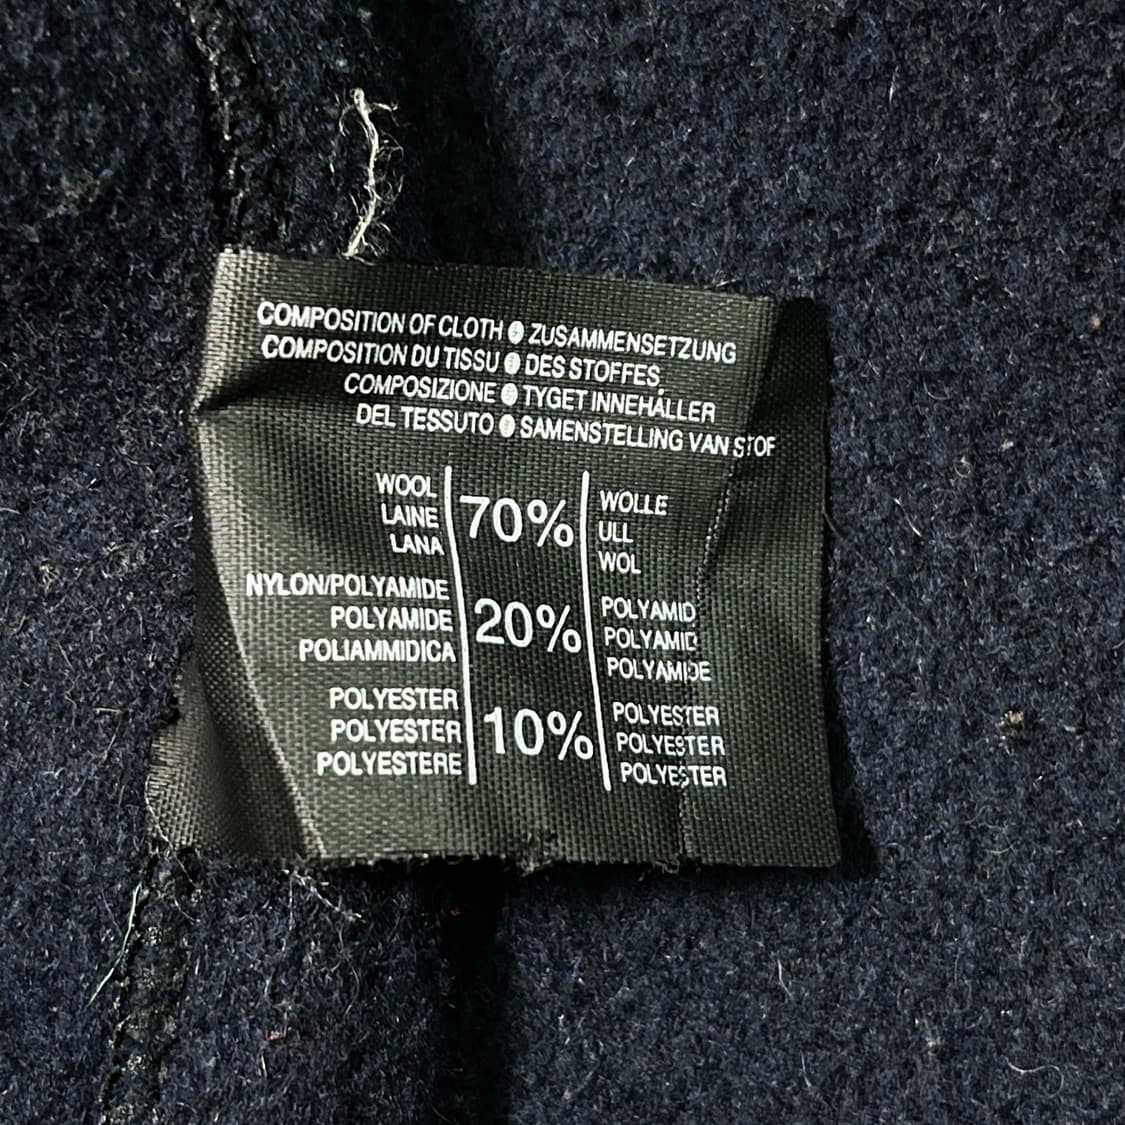 COMPOSITION OF CLOTH ● ZUSAMMENSETZUNG
COMPOSITION DU TISSU ● DES STOFFES,
COMPOSIZIONE ● TYGET INNEHÅLLER
DEL TESSUTO ● SAMENSTELLING VAN STOF
WOOL
LAINE
LANA
70%
WOLLE
ULL
WOL
NYLON/POLYAMIDE
POLYAMIDE
POLIAMMIDICA
20%
POLYAMID
POLYAMID
POLYAMIDE
POLYESTER
POLYESTER
POLYESTERE
10%
POLYESTER
POLYESTER
POLYESTER